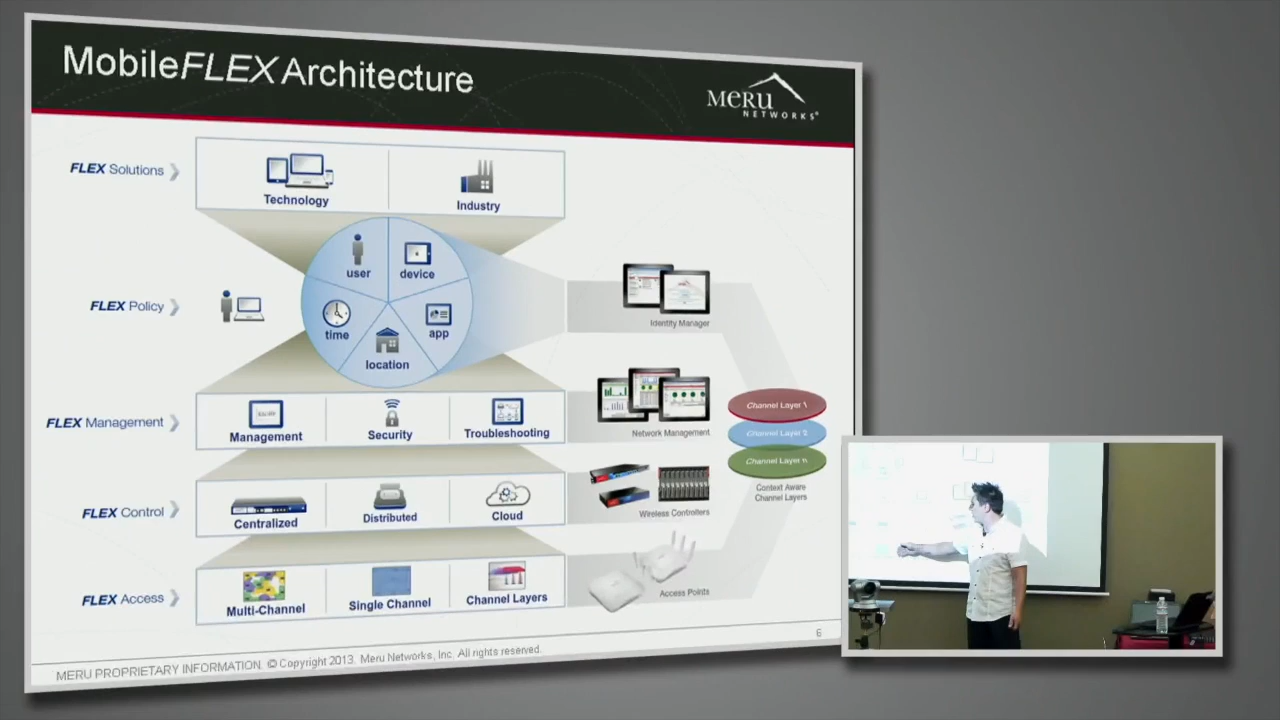 MobileFLEX Architecture
MERU
NETWORKS
FLEX Solutions
Technology
Industry
user
device
time
app
location
FLEX Policy
Identity Manager
FLEX Management
Management
Security
Troubleshooting
Network Management
Channel Layer 1
Channel Layer 2
Channel Layer n
Context Aware
Channel Layers
FLEX Control
Centralized
Distributed
Cloud
Wireless Controllers
FLEX Access
Multi-Channel
Single Channel
Channel Layers
Access Points
6
MERU PROPRIETARY INFORMATION. © Copyright 2013. Meru Networks, Inc. All rights reserved.